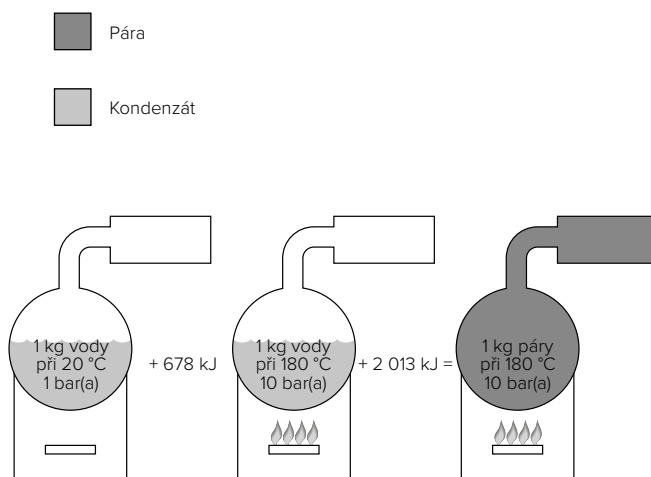 Pára
Kondenzát
1 kg vody
při 20 °C
1 bar(a)
+ 678 kJ
1 kg vody
při 180 °C
10 bar(a)
+ 2 013 kJ =
1 kg páry
při 180 °C
10 bar(a)